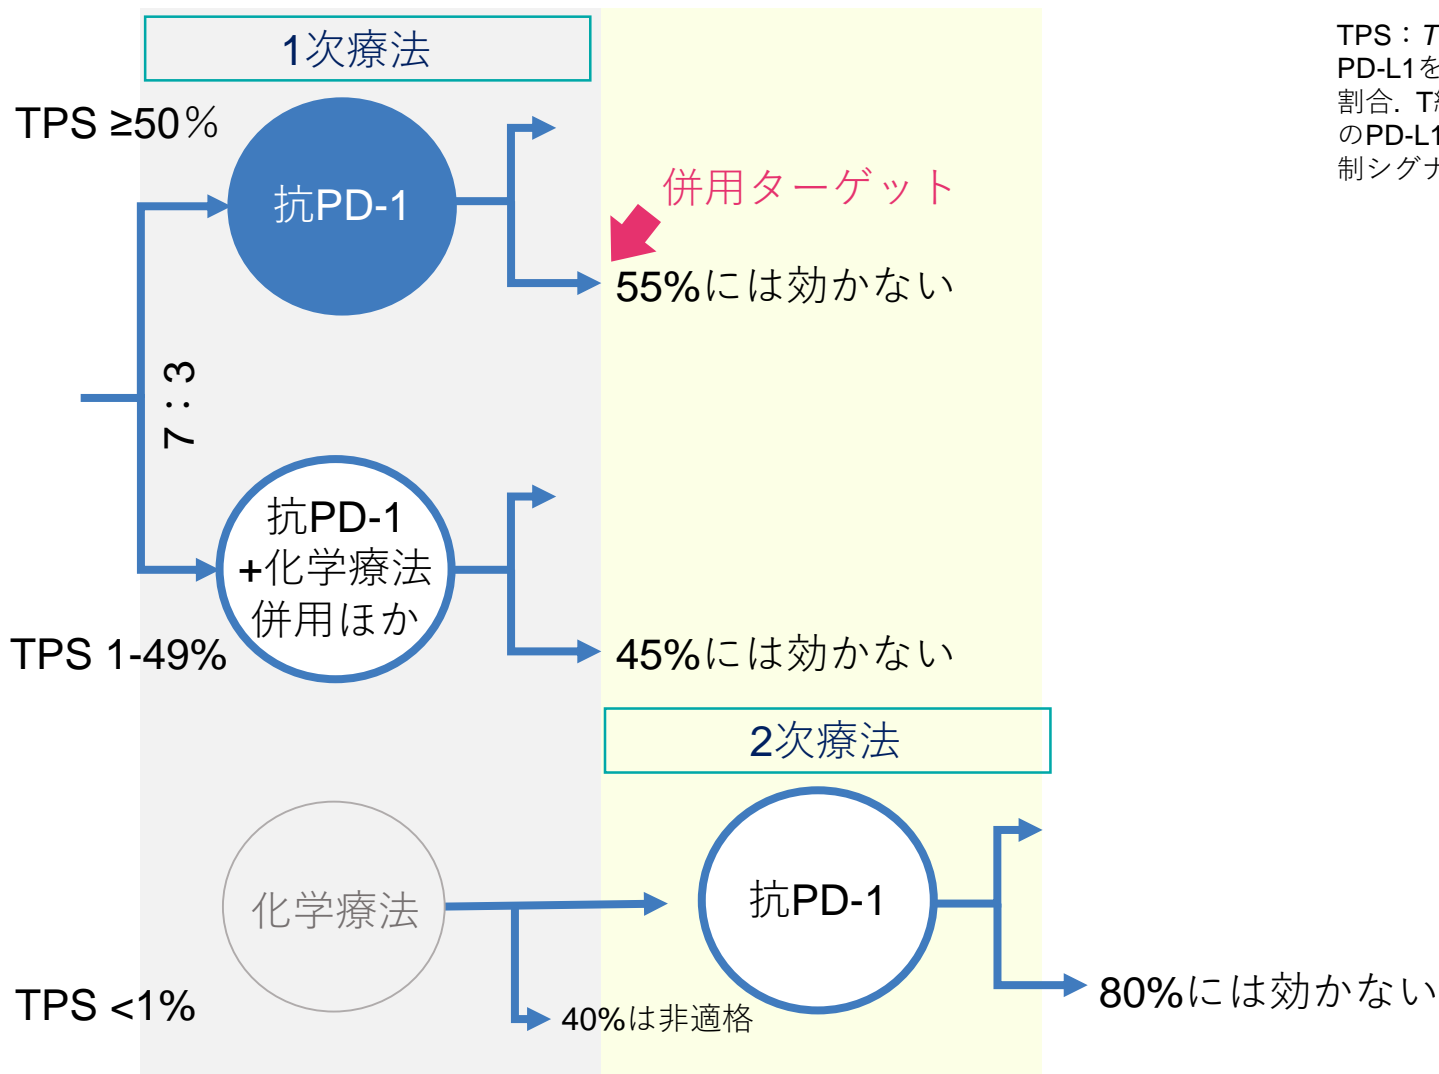 1次療法
TPS：T
PD-L1を
割合. T
のPD-L1
制シグ
TPS ≥50％
抗PD-1
併用ターゲット
55%には効かない
7：3
抗PD-1
+化学療法
併用ほか
TPS 1-49%
45%には効かない
2次療法
化学療法
抗PD-1
TPS <1%
40%は非適格
80%には効かない